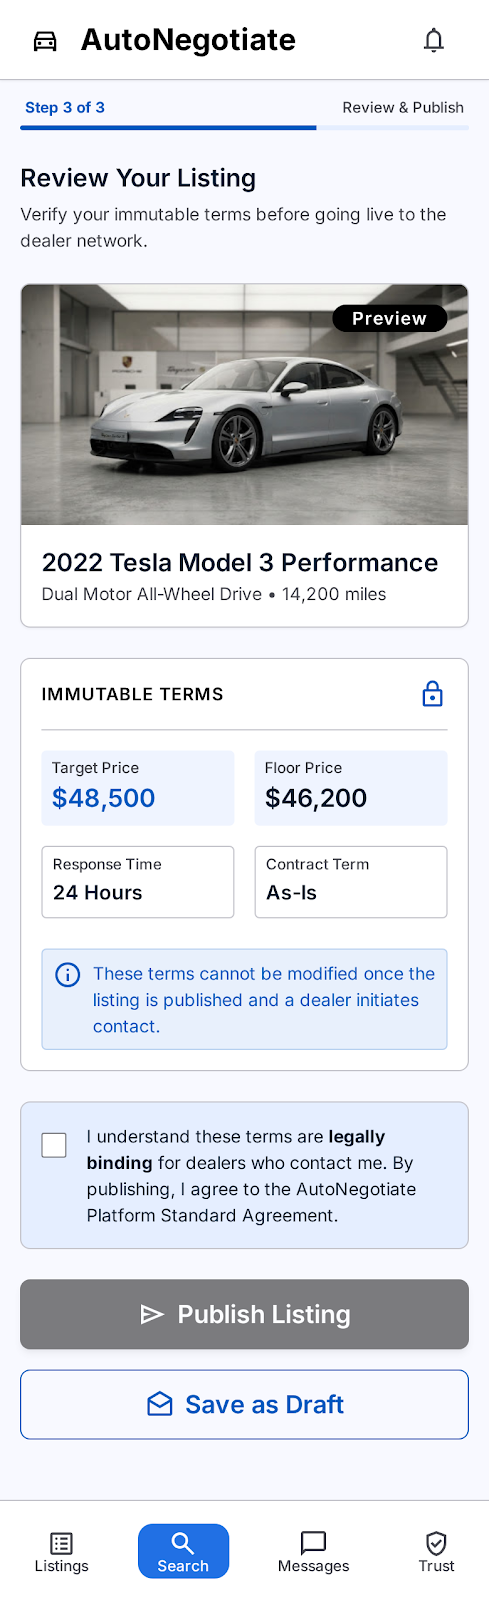 AutoNegotiate
Step 3 of 3
Review & Publish
Review Your Listing
Verify your immutable terms before going live to the
dealer network.
Preview
PORSCHE
Taycan
2022 Tesla Model 3 Performance
Dual Motor All-Wheel Drive • 14,200 miles
IMMUTABLE TERMS
Target Price
$48,500
Floor Price
$46,200
Response Time
24 Hours
Contract Term
As-Is
These terms cannot be modified once the
listing is published and a dealer initiates
contact.
I understand these terms are legally
binding for dealers who contact me. By
publishing, I agree to the AutoNegotiate
Platform Standard Agreement.
Publish Listing
Save as Draft
Listings
Search
Messages
Trust